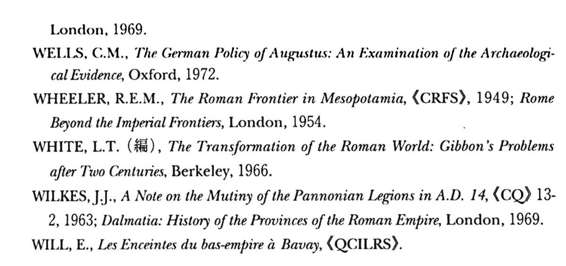 London, 1969.
WELLS, C.M., The German Policy of Augustus: An Examination of the Archaeologi-
cal Evidence, Oxford, 1972.
WHEELER, R.E.M., The Roman Frontier in Mesopotamia, 《CRFS》, 1949; Rome
Beyond the Imperial Frontiers, London, 1954.
WHITE, L.T. (編), The Transformation of the Roman World: Gibbon's Problems
after Two Centuries, Berkeley, 1966.
WILKES, J.J., A Note on the Mutiny of the Pannonian Legions in A.D. 14, 《CQ》 13-
2, 1963; Dalmatia: History of the Provinces of the Roman Empire, London, 1969.
WILL, E., Les Enceintes du bas-empire à Bavay, 《QCILRS》.